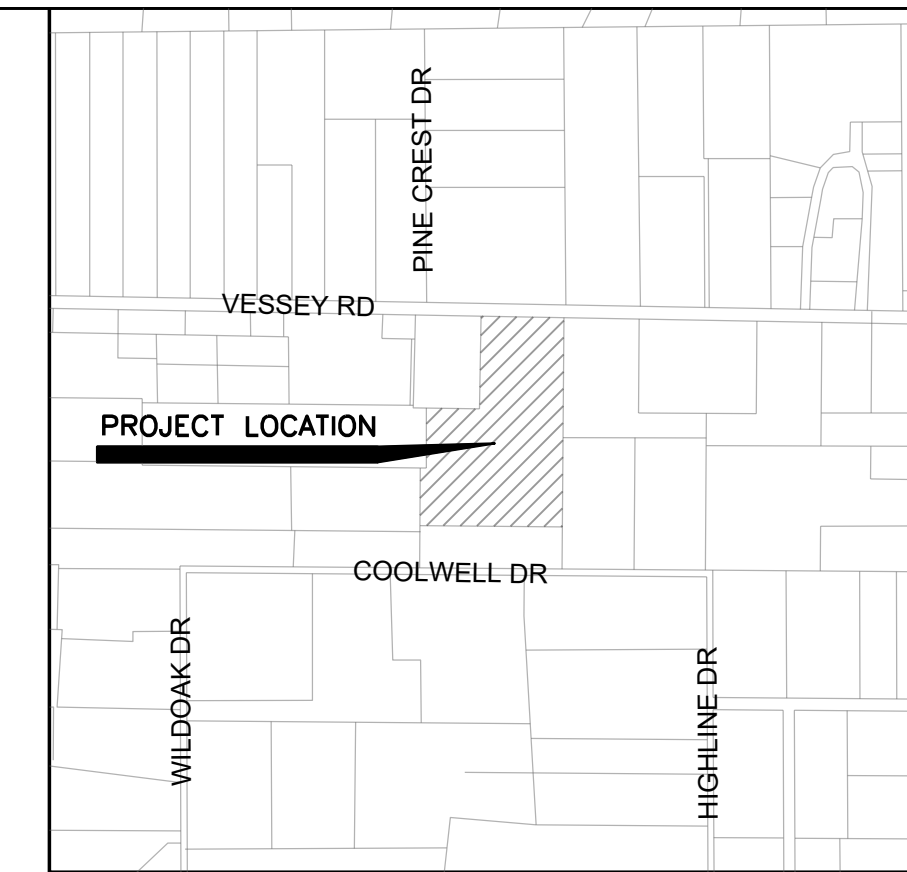 PINE CREST DR
VESSEY RD
PROJECT LOCATION
COOLWELL DR
WILDOAK DR
HIGHLINE DR